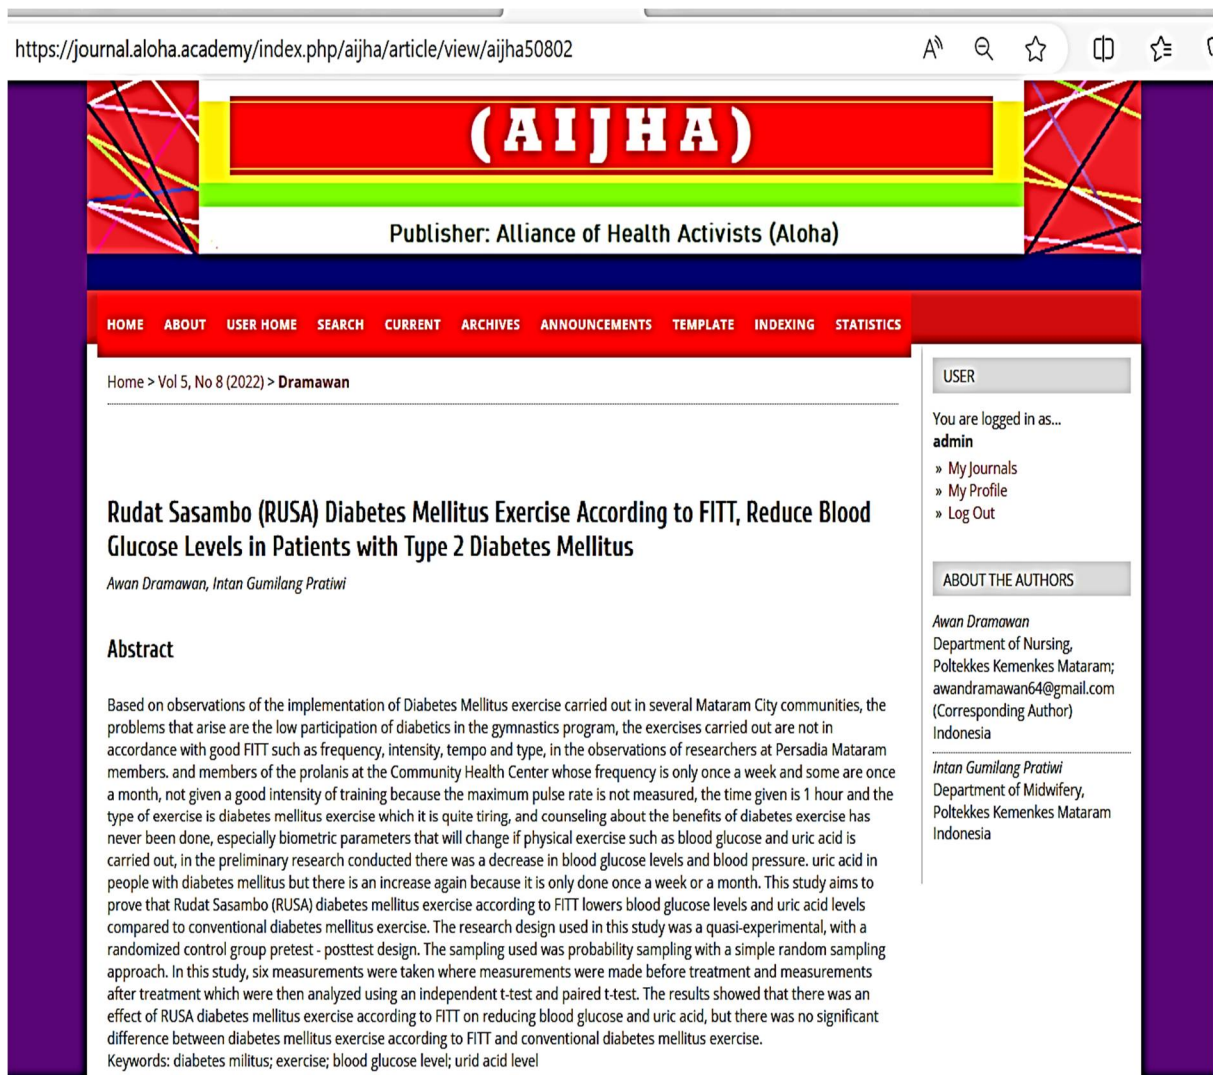 https://journal.aloha.academy/index.php/aijha/article/view/aijha50802
(AIJHA)
Publisher: Alliance of Health Activists (Aloha)
HOME ABOUT USER HOME SEARCH CURRENT ARCHIVES ANNOUNCEMENTS TEMPLATE INDEXING STATISTICS
Home > Vol 5, No 8 (2022) > Dramawan
Rudat Sasambo (RUSA) Diabetes Mellitus Exercise According to FITT, Reduce Blood
Glucose Levels in Patients with Type 2 Diabetes Mellitus
Awan Dramawan, Intan Gumilang Pratiwi
Abstract
Based on observations of the implementation of Diabetes Mellitus exercise carried out in several Mataram City communities, the
problems that arise are the low participation of diabetics in the gymnastics program, the exercises carried out are not in
accordance with good FITT such as frequency, intensity, tempo and type, in the observations of researchers at Persadia Mataram
members. and members of the prolanis at the Community Health Center whose frequency is only once a week and some are once
a month, not given a good intensity of training because the maximum pulse rate is not measured, the time given is 1 hour and the
type of exercise is diabetes mellitus exercise which it is quite tiring, and counseling about the benefits of diabetes exercise has
never been done, especially biometric parameters that will change if physical exercise such as blood glucose and uric acid is
carried out, in the preliminary research conducted there was a decrease in blood glucose levels and blood pressure. uric acid in
people with diabetes mellitus but there is an increase again because it is only done once a week or a month. This study aims to
prove that Rudat Sasambo (RUSA) diabetes mellitus exercise according to FITT lowers blood glucose levels and uric acid levels
compared to conventional diabetes mellitus exercise. The research design used in this study was a quasi-experimental, with a
randomized control group pretest - posttest design. The sampling used was probability sampling with a simple random sampling
approach. In this study, six measurements were taken where measurements were made before treatment and measurements
after treatment which were then analyzed using an independent t-test and paired t-test. The results showed that there was an
effect of RUSA diabetes mellitus exercise according to FITT on reducing blood glucose and uric acid, but there was no significant
difference between diabetes mellitus exercise according to FITT and conventional diabetes mellitus exercise.
Keywords: diabetes militus; exercise; blood glucose level; urid acid level
USER
You are logged in as...
admin
» My Journals
» My Profile
» Log Out
ABOUT THE AUTHORS
Awan Dramawan
Department of Nursing,
Poltekkes Kemenkes Mataram;
awandramawan64@gmail.com
(Corresponding Author)
Indonesia
Intan Gumilang Pratiwi
Department of Midwifery,
Poltekkes Kemenkes Mataram
Indonesia